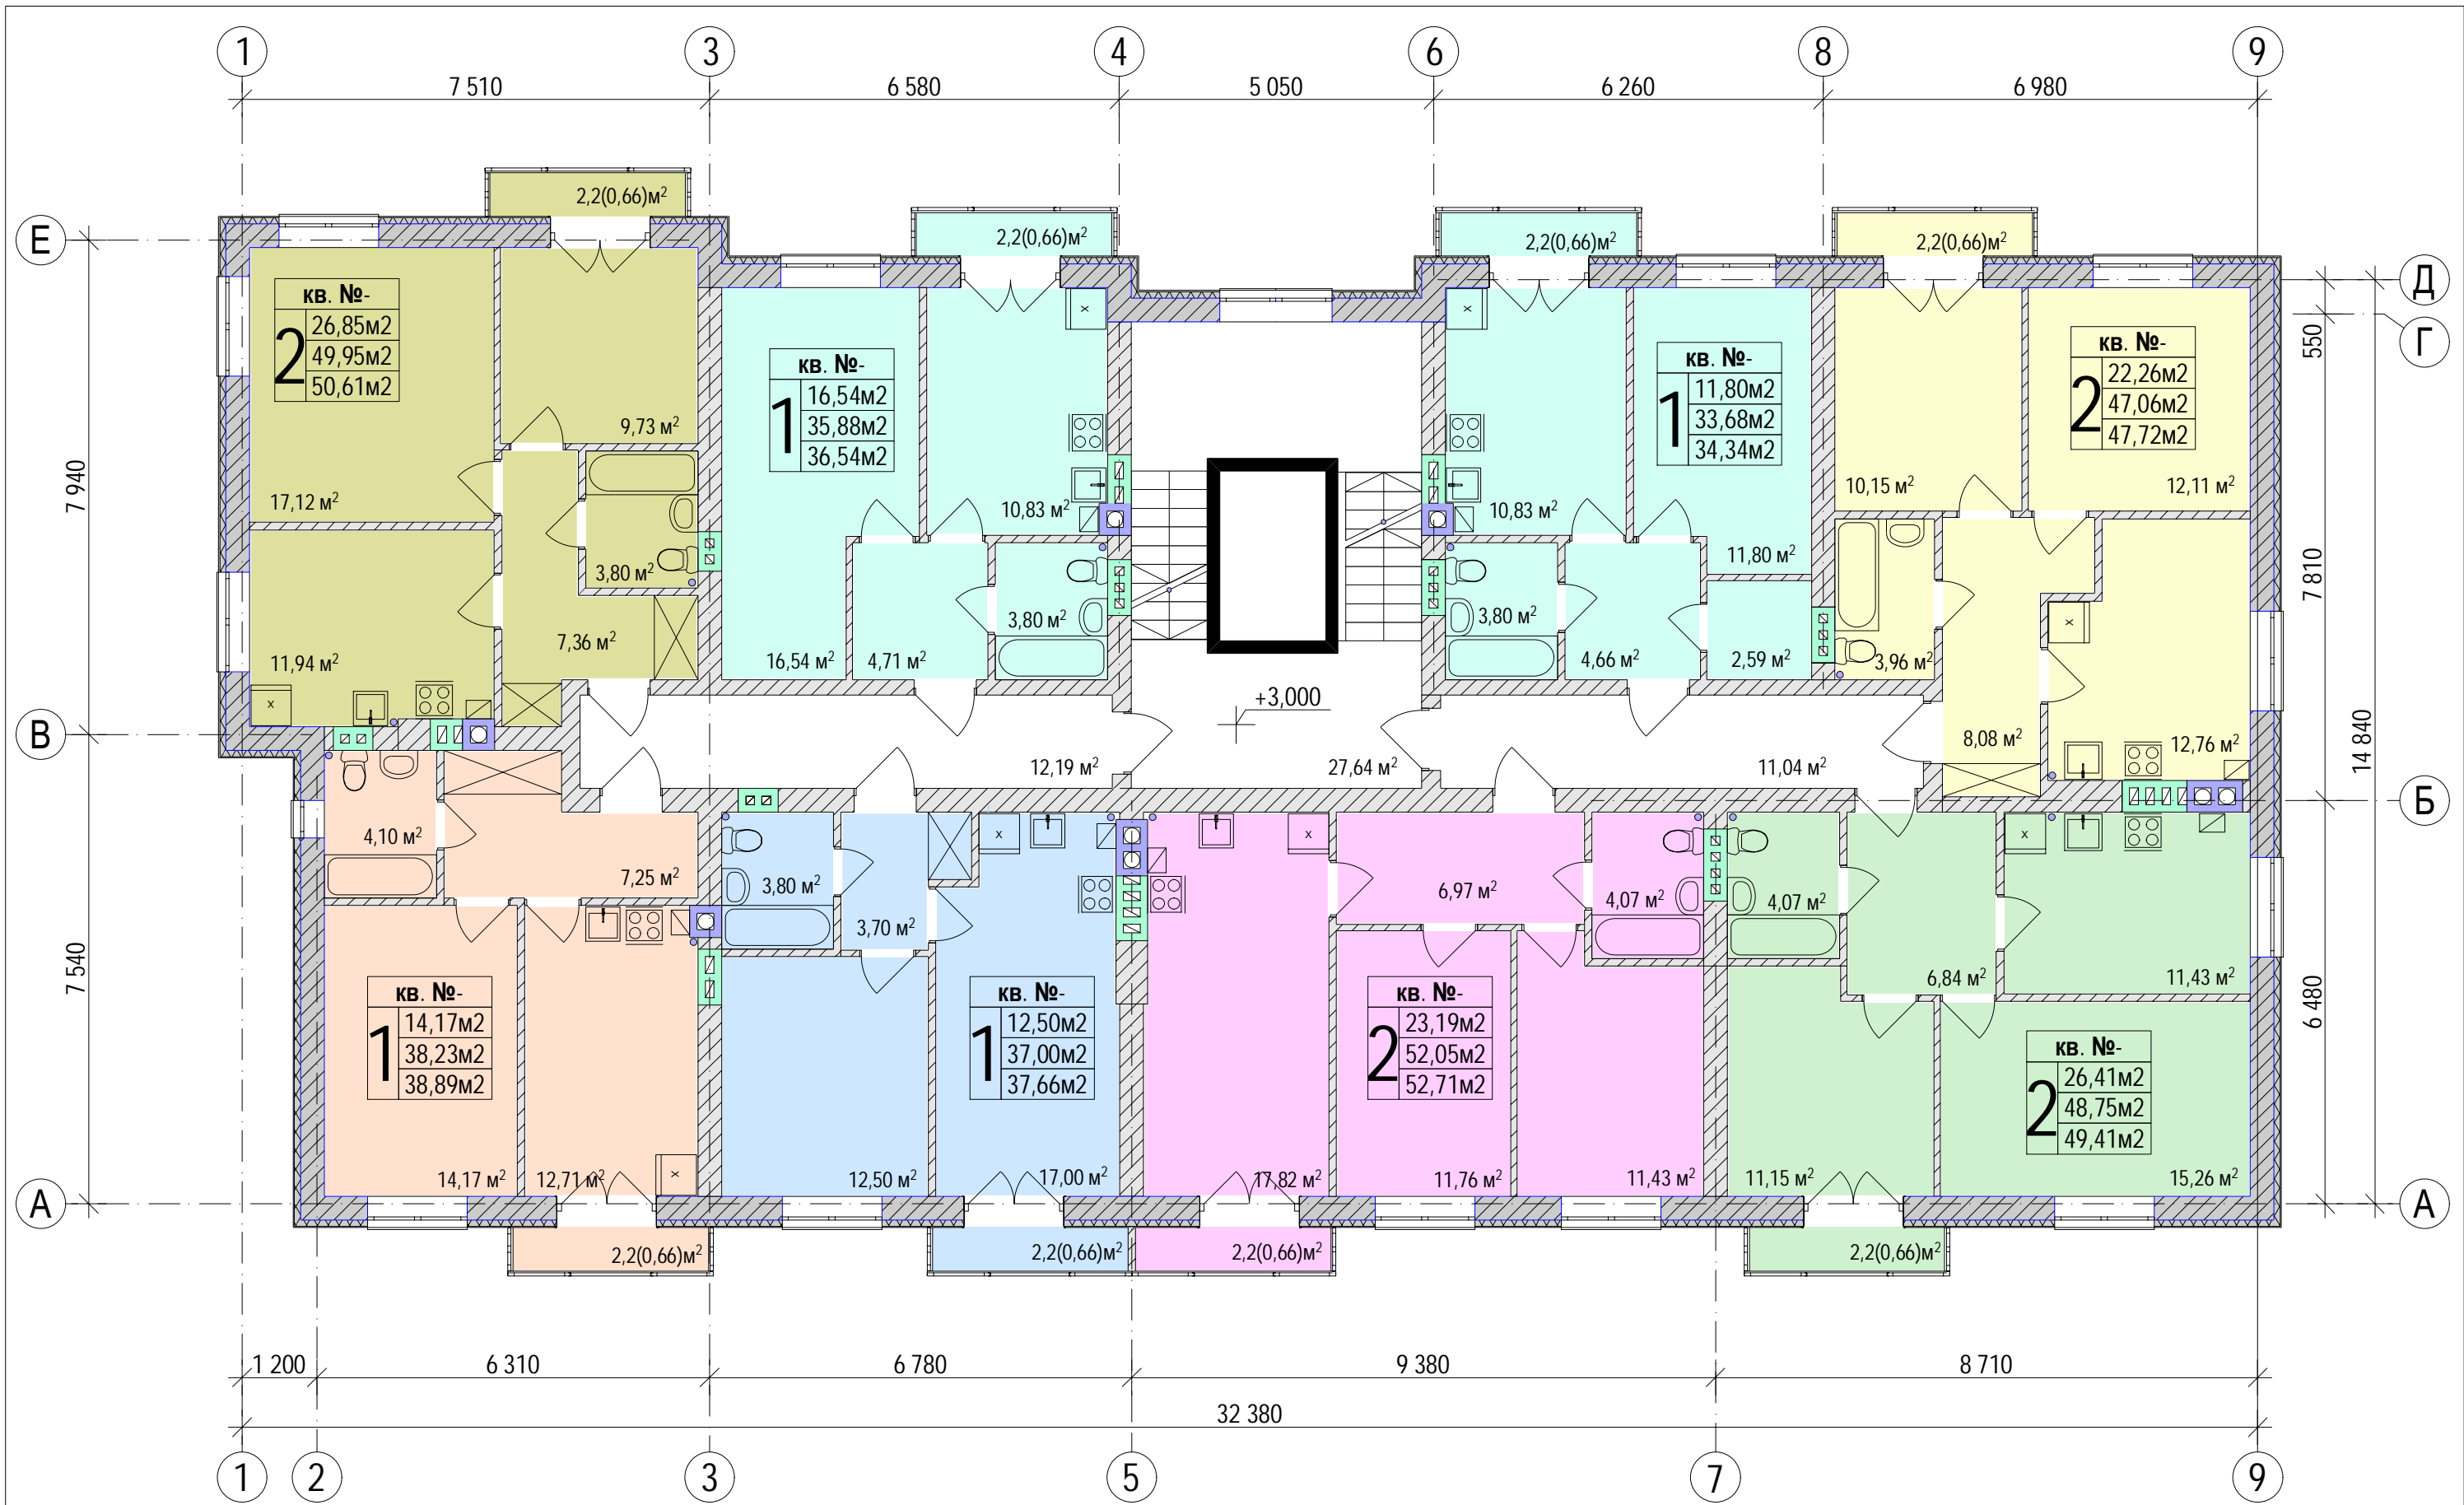 1
3
4
6
8
9
7 510
6 580
5 050
6 260
6 980
2,2(0,66)м²
2,2(0,66)м²
2,2(0,66)м²
2,2(0,66)м²
Е
Д
Г
550
7 940
7 810
14 840
кв. №-
2
26,85м2
49,95м2
50,61м2
9,73 м²
17,12 м²
3,80 м²
7,36 м²
11,94 м²
x
кв. №-
1
16,54м2
35,88м2
36,54м2
x
10,83 м²
16,54 м²
4,71 м²
3,80 м²
x
кв. №-
1
11,80м2
33,68м2
34,34м2
10,83 м²
11,80 м²
3,80 м²
4,66 м²
2,59 м²
кв. №-
2
22,26м2
47,06м2
47,72м2
10,15 м²
12,11 м²
3,96 м²
x
8,08 м²
12,76 м²
+3,000
12,19 м²
27,64 м²
11,04 м²
В
Б
4,10 м²
7,25 м²
кв. №-
1
14,17м2
38,23м2
38,89м2
14,17 м²
12,71 м²
x
3,80 м²
3,70 м²
x
кв. №-
1
12,50м2
37,00м2
37,66м2
12,50 м²
17,00 м²
x
6,97 м²
4,07 м²
кв. №-
2
23,19м2
52,05м2
52,71м2
17,82 м²
11,76 м²
11,43 м²
4,07 м²
x
6,84 м²
11,43 м²
кв. №-
2
26,41м2
48,75м2
49,41м2
11,15 м²
15,26 м²
7 540
6 480
А
А
2,2(0,66)м²
2,2(0,66)м²
2,2(0,66)м²
2,2(0,66)м²
1 200
6 310
6 780
9 380
8 710
32 380
1
2
3
5
7
9